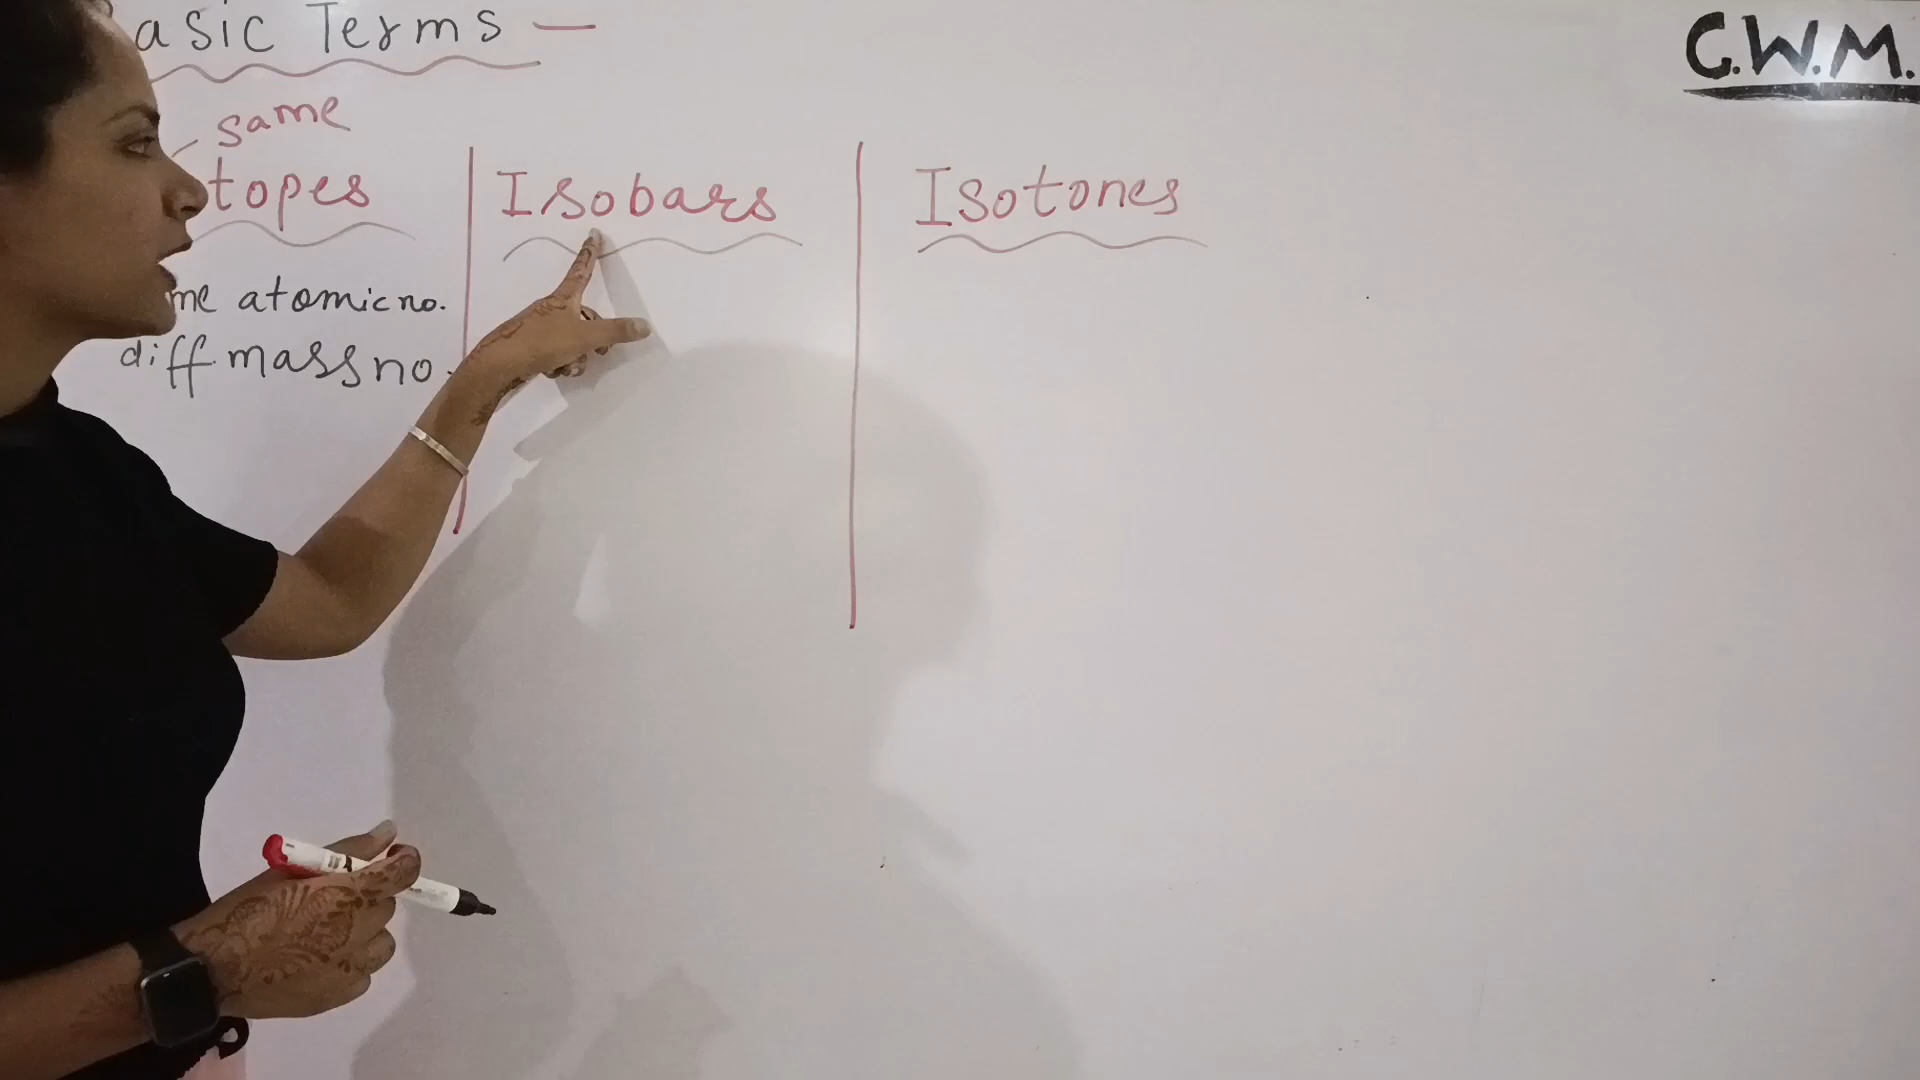 asic Terms —
C.W.M.
same
topes
Isobars
Isotones
me atomic no.
diff mass no.